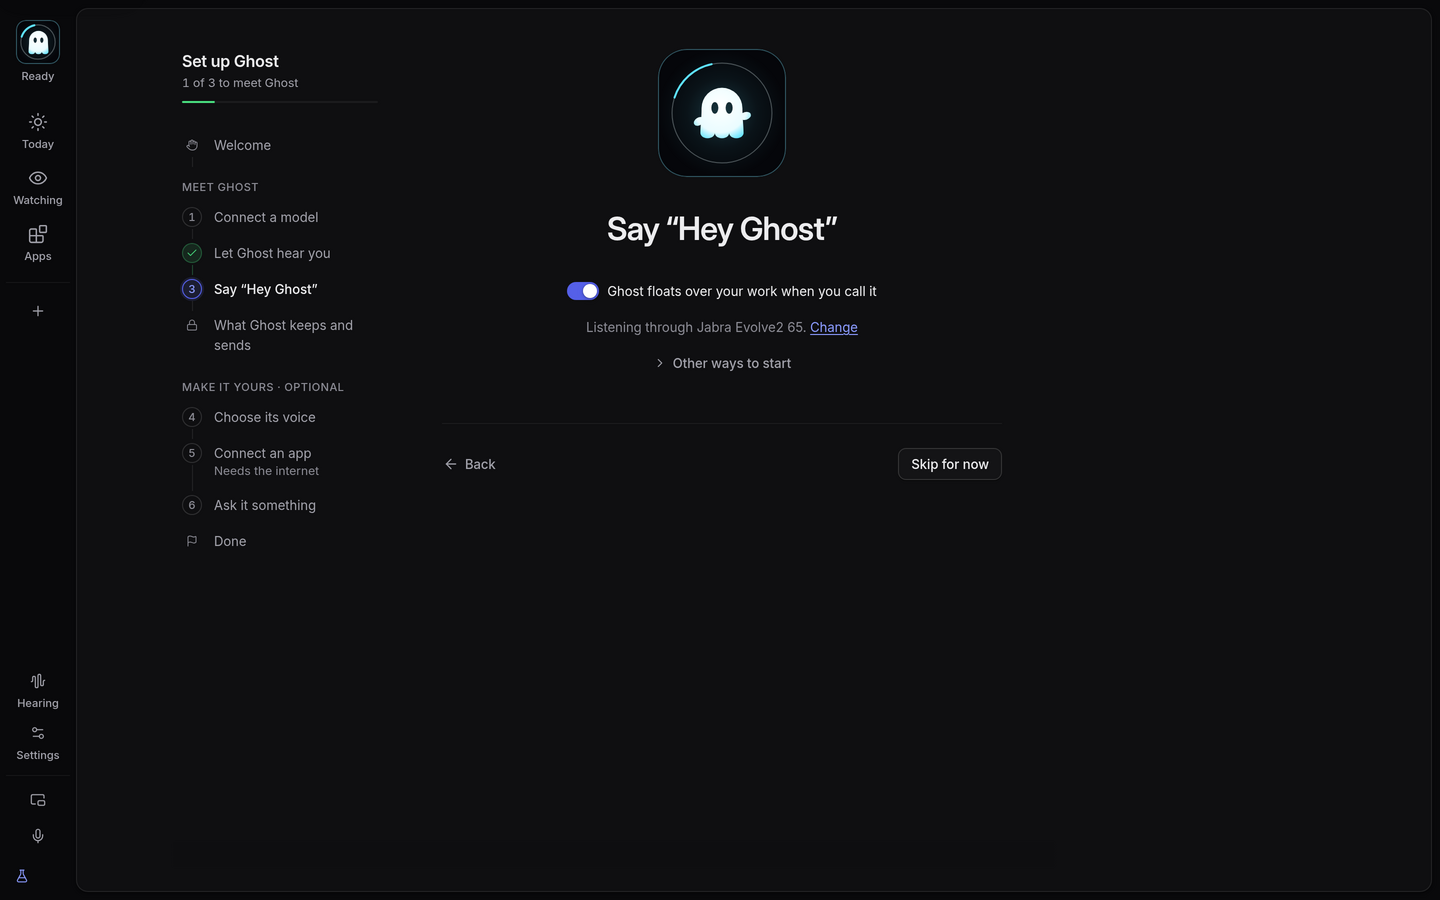 Ready
Today
Watching
Apps
Hearing
Settings
Set up Ghost
1 of 3 to meet Ghost
Welcome
MEET GHOST
1 Connect a model
Let Ghost hear you
3 Say “Hey Ghost”
What Ghost keeps and
sends
MAKE IT YOURS · OPTIONAL
4 Choose its voice
5 Connect an app
Needs the internet
6 Ask it something
Done
Say “Hey Ghost”
Ghost floats over your work when you call it
Listening through Jabra Evolve2 65. Change
Other ways to start
Back
Skip for now